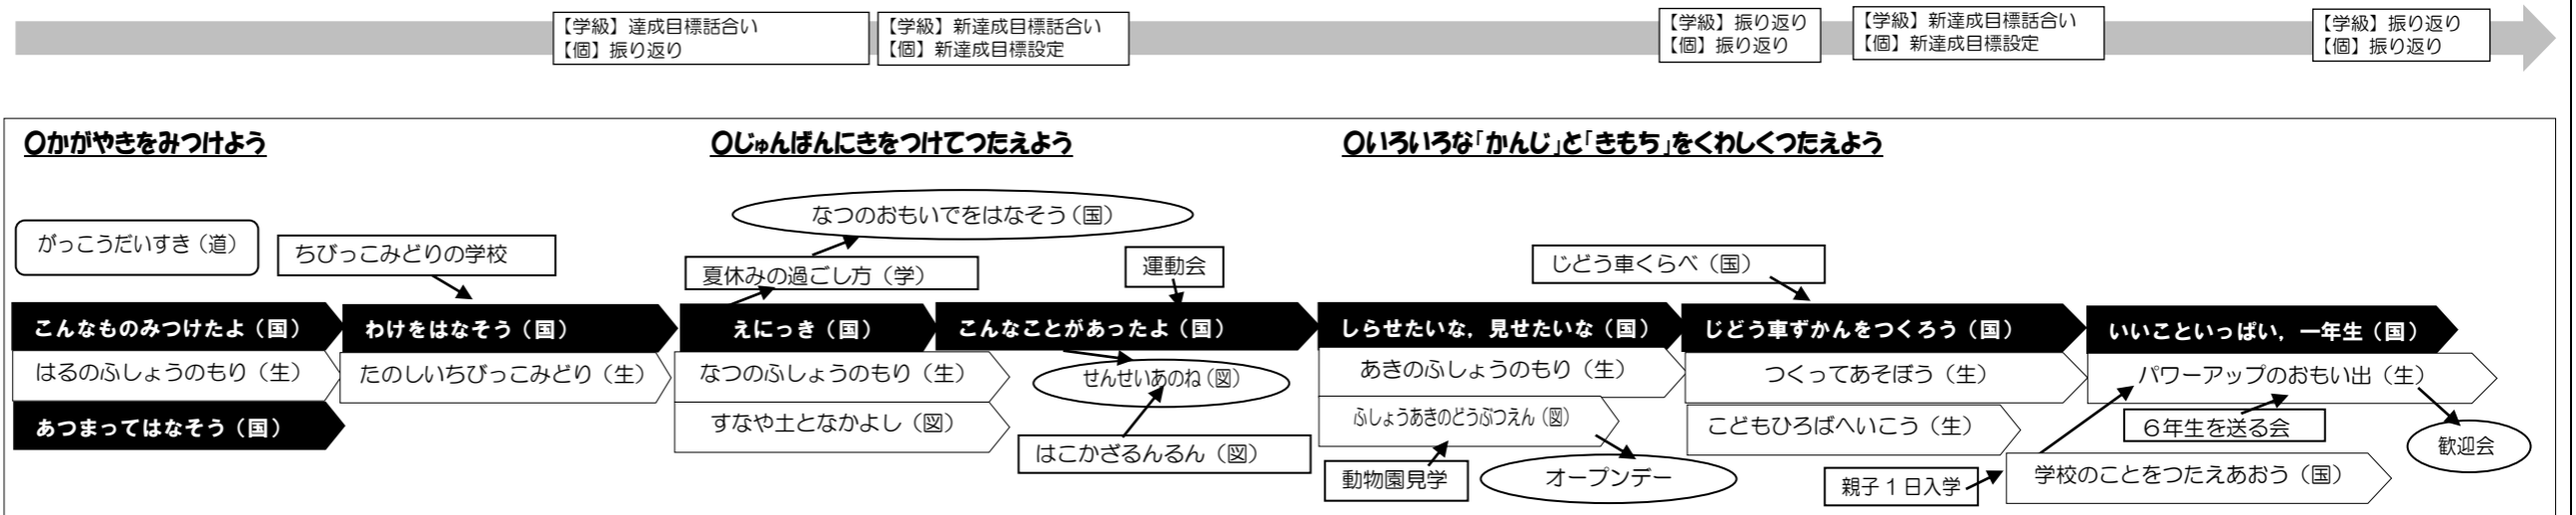 【学級】達成目標話合い
【個】振り返り
【学級】新達成目標話合い
【個】新達成目標設定
【学級】振り返り
【個】振り返り
【学級】新達成目標話合い
【個】新達成目標設定
【学級】振り返り
【個】振り返り
〇かがやきをみつけよう
〇じゅんばんにきをつけてつたえよう
〇いろいろな「かんじ」と「きもち」をくわしくつたえよう
がっこうだいすき（道）
ちびっこみどりの学校
なつのおもいでをはなそう（国）
夏休みの過ごし方（学）
運動会
じどう車くらべ（国）
こんなものみつけたよ（国）
わけをはなそう（国）
えにっき（国）
こんなことがあったよ（国）
しらせたいな，見せたいな（国）
じどう車ずかんをつくろう（国）
いいこといっぱい，一年生（国）
はるのふしょうのもり（生）
たのしいちびっこみどり（生）
なつのふしょうのもり（生）
せんせいあのね（図）
あきのふしょうのもり（生）
つくってあそぼう（生）
パワーアップのおもい出（生）
あつまってはなそう（国）
すなや土となかよし（図）
ふしょうあきのどうぶつえん（図）
こどもひろばへいこう（生）
6年生を送る会
歓迎会
はこかざるんるん（図）
動物園見学
オープンデー
親子1日入学
学校のことをつたえあおう（国）